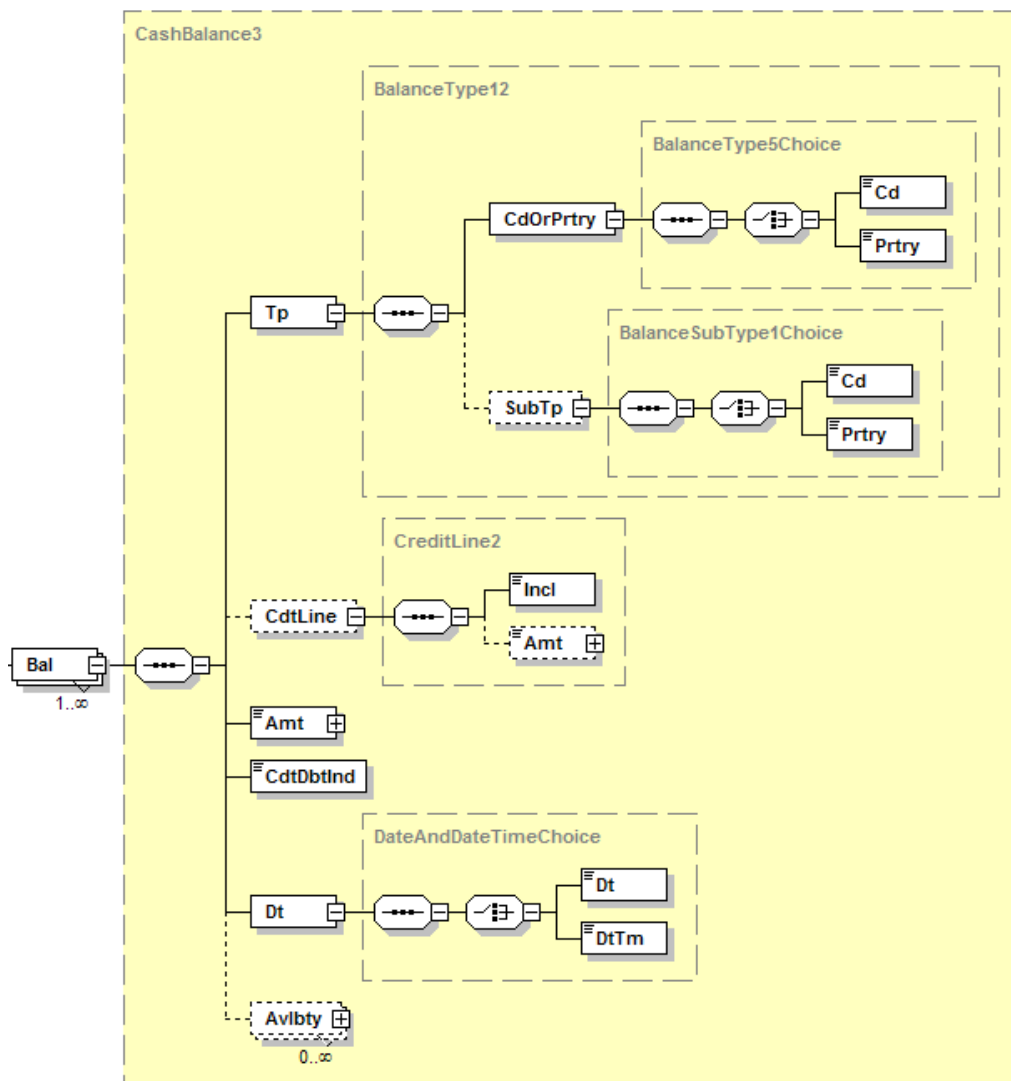 CashBalance3
BalanceType12
BalanceType5Choice
Cd
CdOrPrtry
Prtry
Tp
BalanceSubType1Choice
Cd
SubTp
Prtry
CreditLine2
Incl
CdtLine
Amt
Bal
1..∞
Amt
CdtDbtInd
DateAndDateTimeChoice
Dt
Dt
DtTm
Avlbty
0..∞